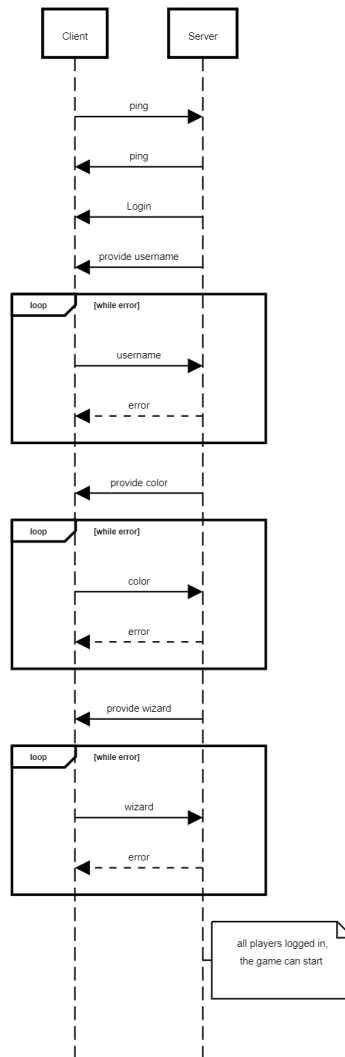 Client
Server
ping
ping
Login
provide username
loop
[while error]
username
error
provide color
loop
[while error]
color
error
provide wizard
loop
[while error]
wizard
error
all players logged in,
the game can start